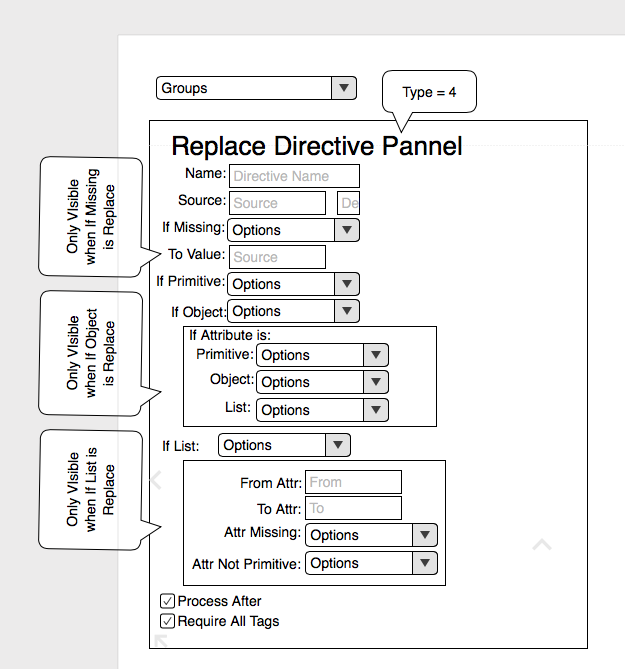 Groups
Type = 4
Replace Directive Pannel
Name: Directive Name
Source: Source De
If Missing: Options
Only VIsible
when If Missing
is Replace
To Value: Source
If Primitive: Options
If Object: Options
Only VIsible
when If Object
is Replace
If Attribute is:
Primitive: Options
Object: Options
List: Options
If List: Options
Only VIsible
when If List is
Replace
From Attr: From
To Attr: To
Attr Missing: Options
Attr Not Primitive: Options
Process After
Require All Tags